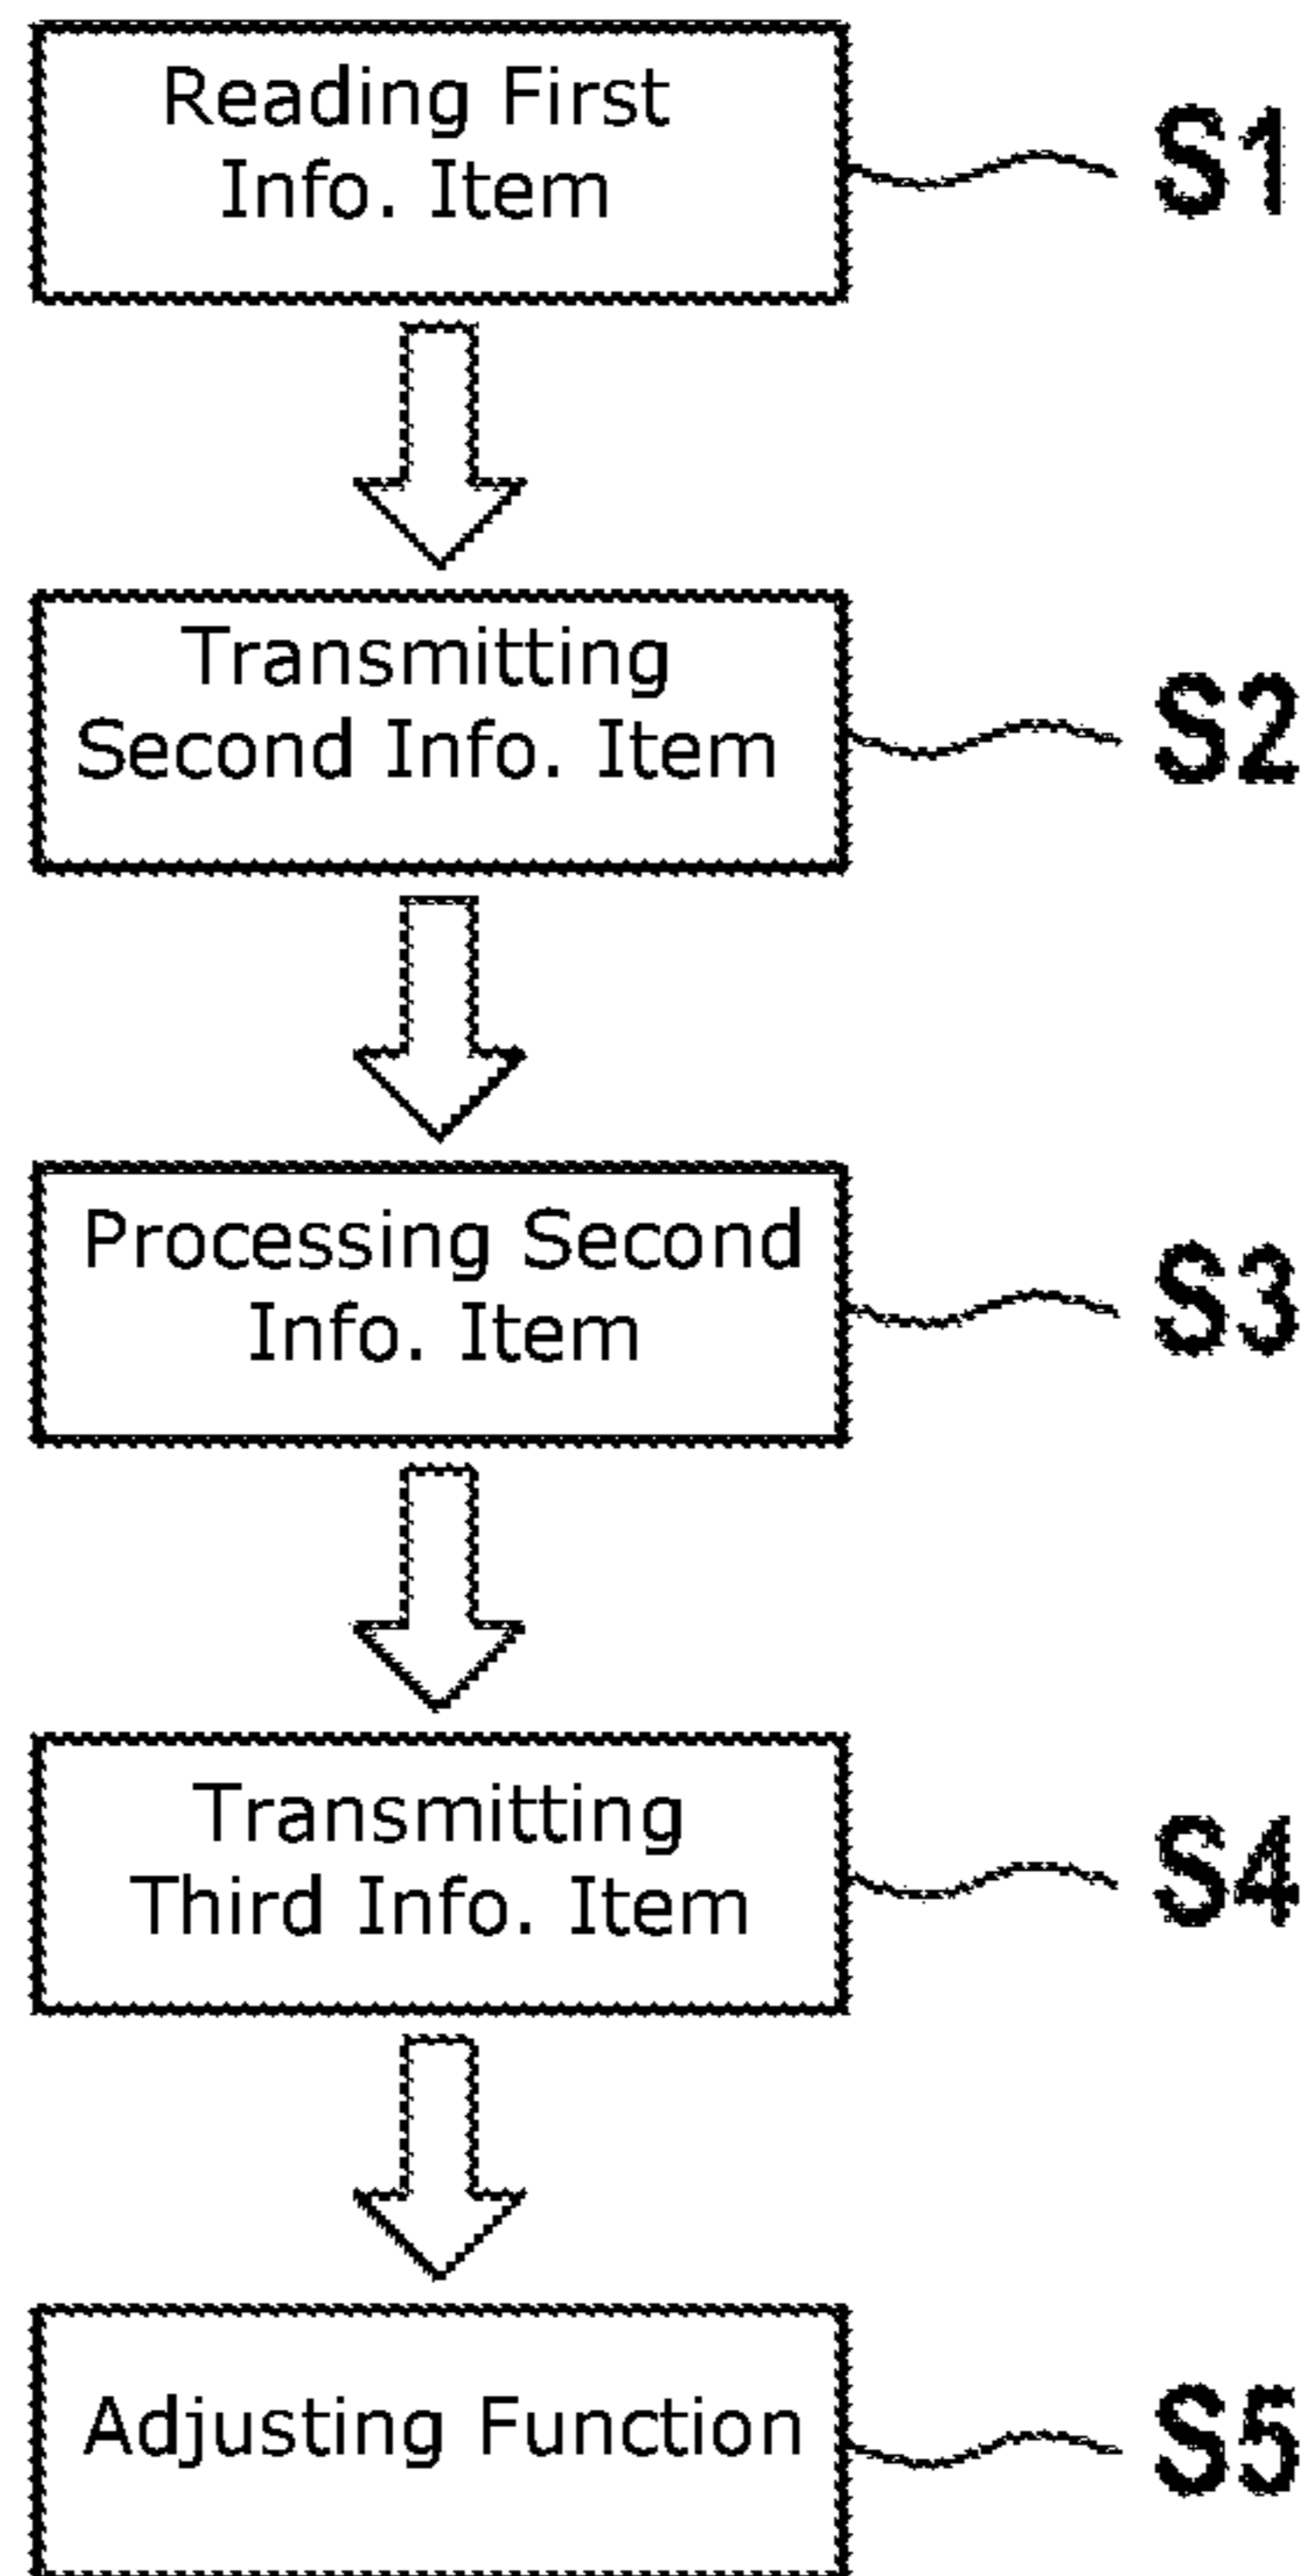 Reading First
Info. Item
S1
Transmitting
Second Info. Item
S2
Processing Second
Info. Item
S3
Transmitting
Third Info. Item
S4
Adjusting Function
S5